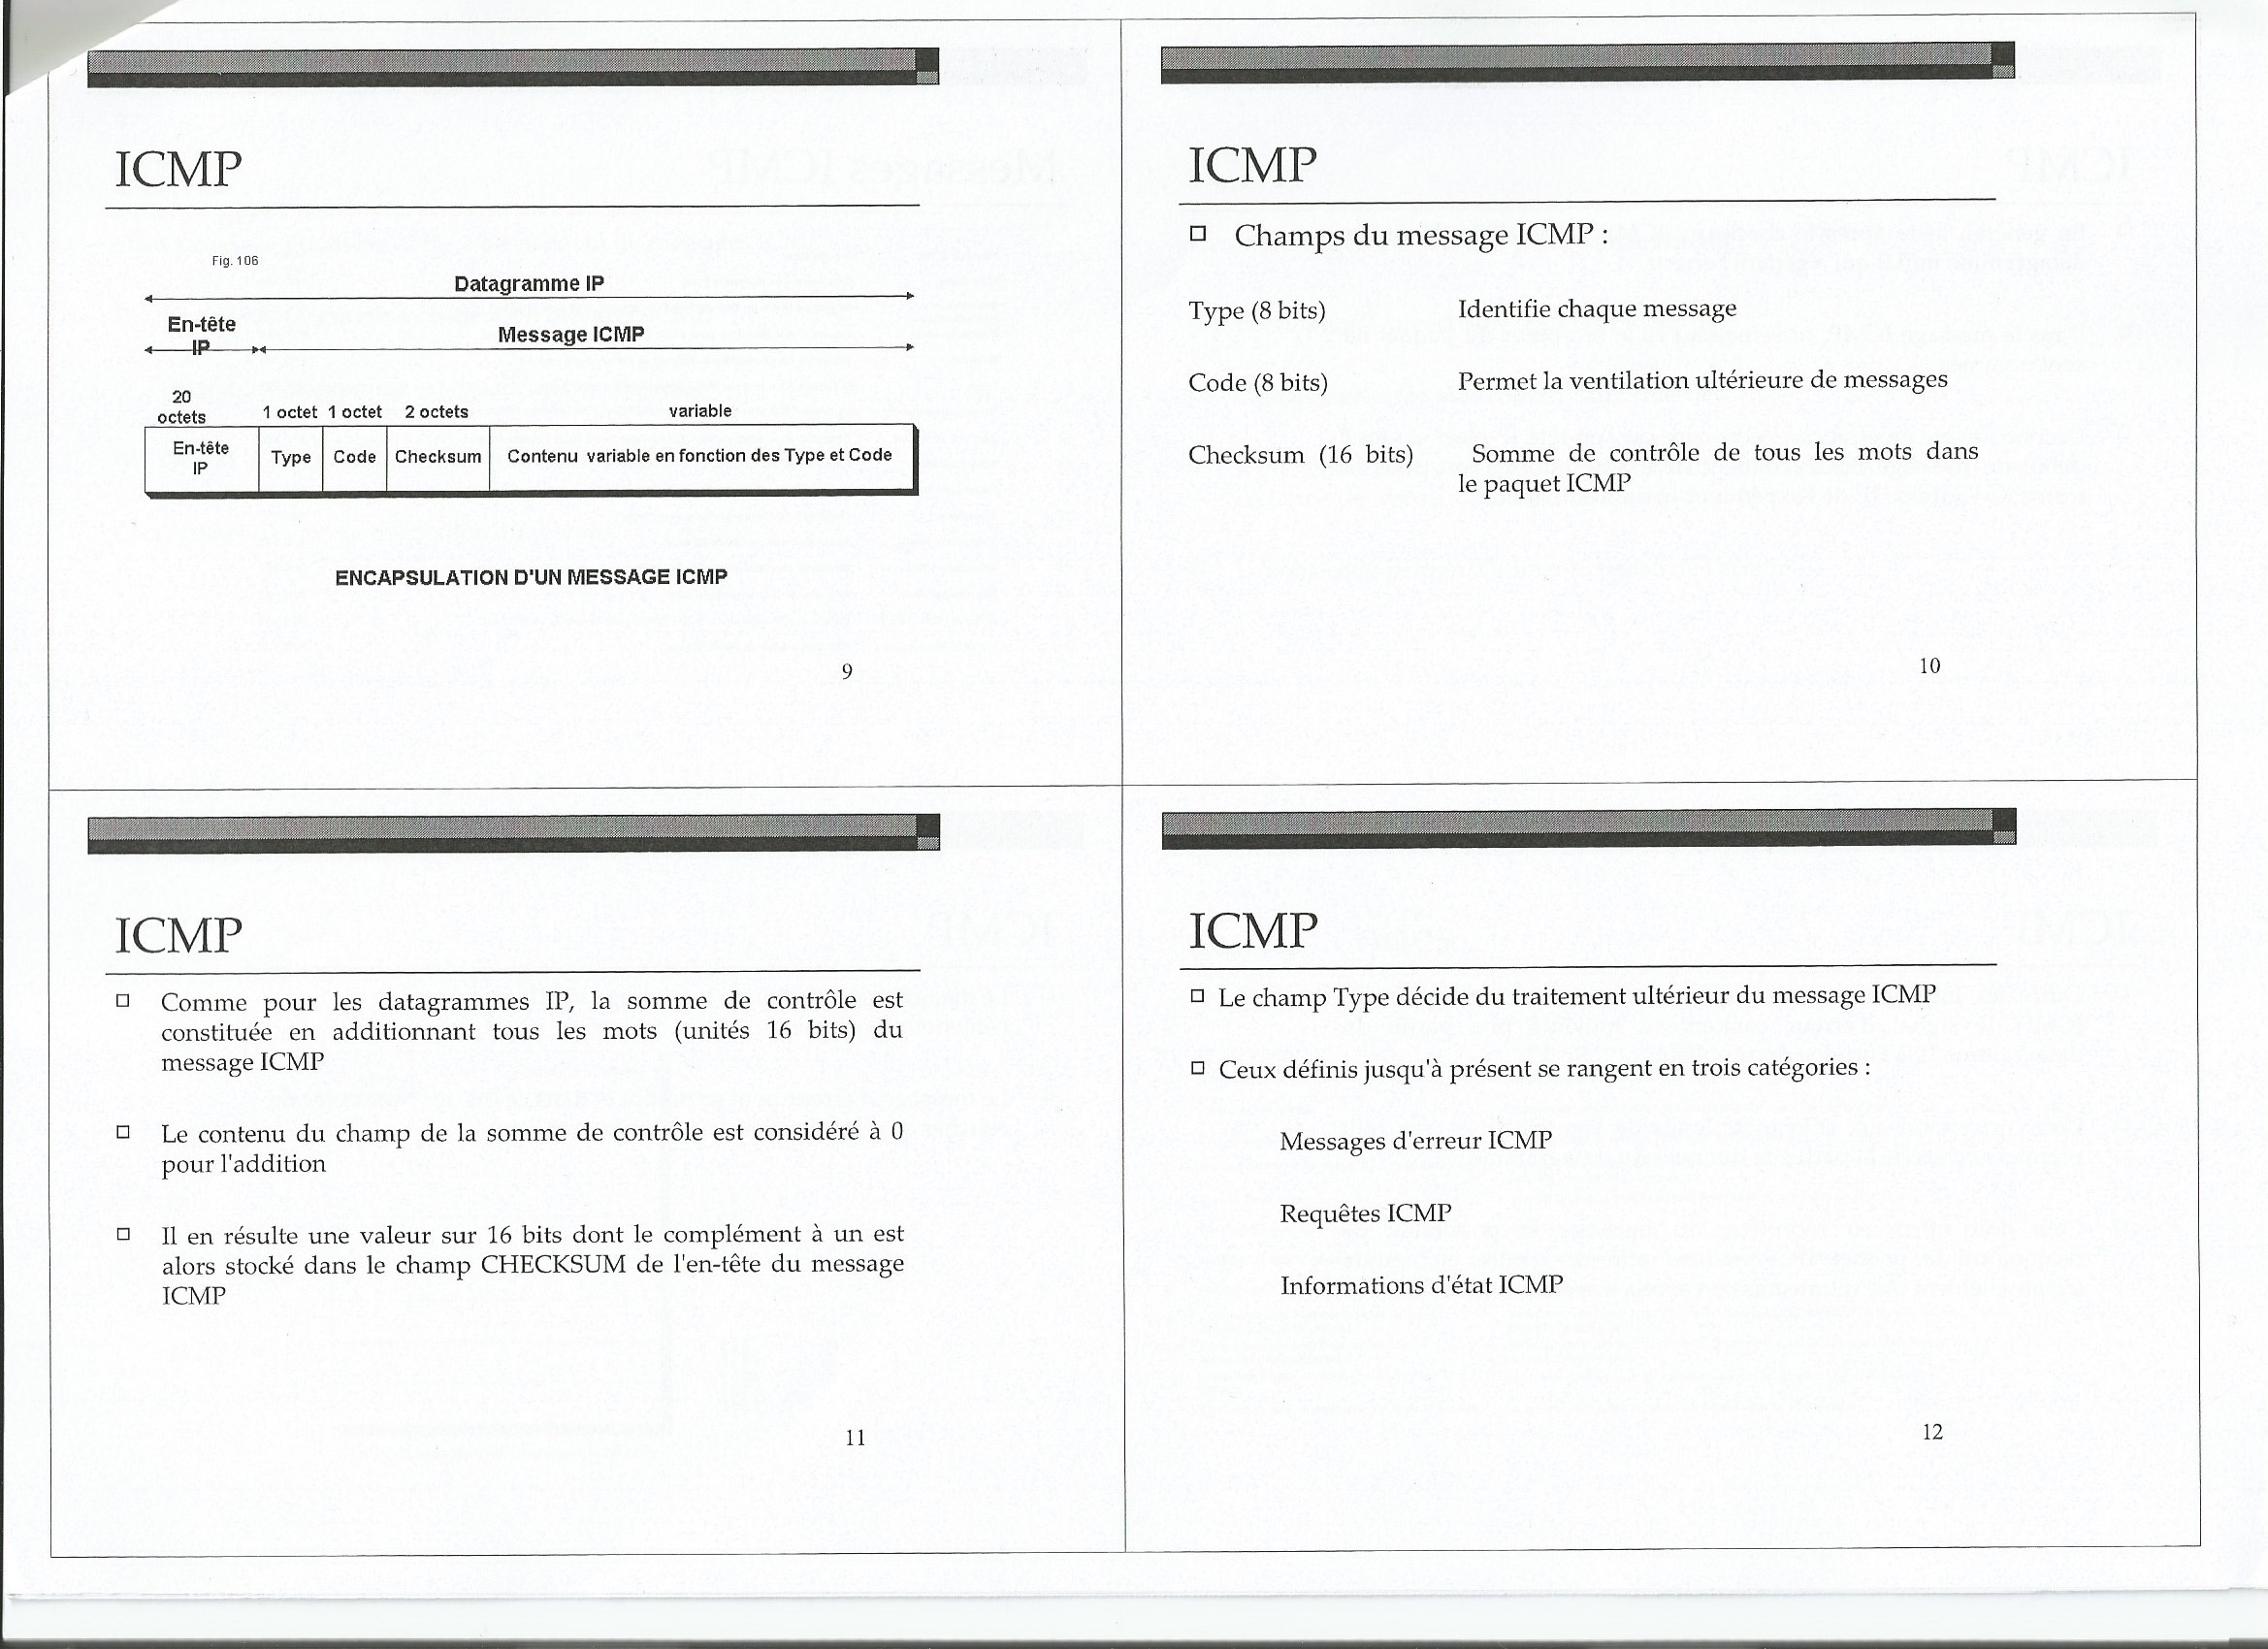 ICMP
Fig. 106
Datagramme IP
En-tête
IP
Message ICMP
20
octets
1 octet 1 octet 2 octets variable
En-tête
IP
Type Code Checksum Contenu variable en fonction des Type et Code
ENCAPSULATION D'UN MESSAGE ICMP
9
ICMP
Champs du message ICMP :
Type (8 bits) Identifie chaque message
Code (8 bits) Permet la ventilation ultérieure de messages
Checksum (16 bits) Somme de contrôle de tous les mots dans
le paquet ICMP
10
ICMP
Comme pour les datagrammes IP, la somme de contrôle est
constituée en additionnant tous les mots (unités 16 bits) du
message ICMP
Le contenu du champ de la somme de contrôle est considéré à 0
pour l'addition
Il en résulte une valeur sur 16 bits dont le complément à un est
alors stocké dans le champ CHECKSUM de l'en-tête du message
ICMP
11
ICMP
Le champ Type décide du traitement ultérieur du message ICMP
Ceux définis jusqu'à présent se rangent en trois catégories :
Messages d'erreur ICMP
Requêtes ICMP
Informations d'état ICMP
12